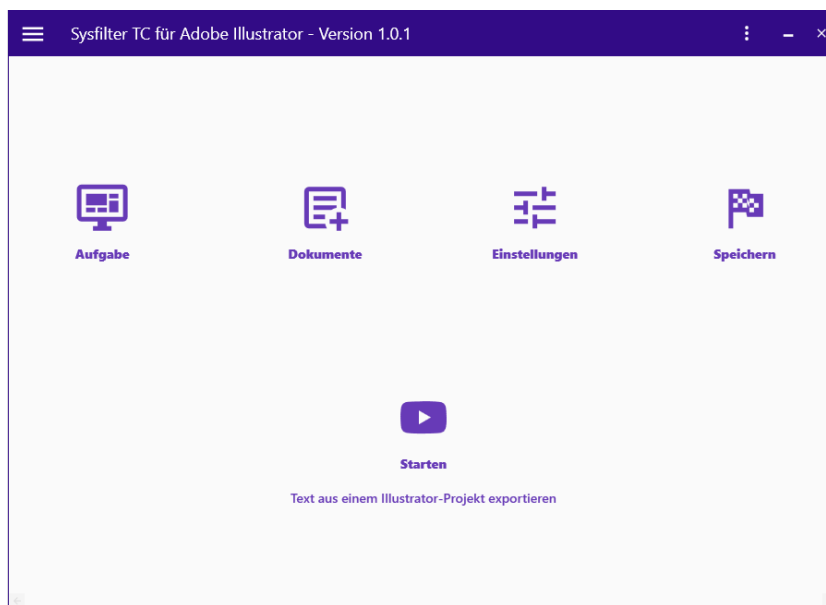 Sysfilter TC für Adobe Illustrator - Version 1.0.1
Aufgabe
Dokumente
Einstellungen
Speichern
Starten
Text aus einem Illustrator-Projekt exportieren